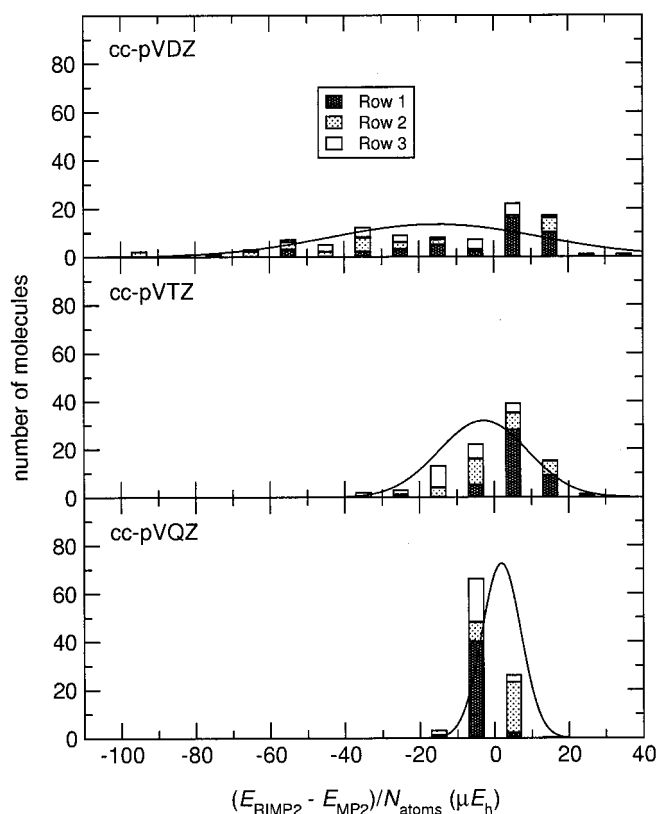 cc-pVDZ
80
60
40
20
0
Row 1
Row 2
Row 3
cc-pVTZ
80
60
40
20
0
cc-pVQZ
80
60
40
20
0
number of molecules
-100 -80 -60 -40 -20 0 20 40
(E_RIMP2 - E_MP2)/N_atoms (μE_h)